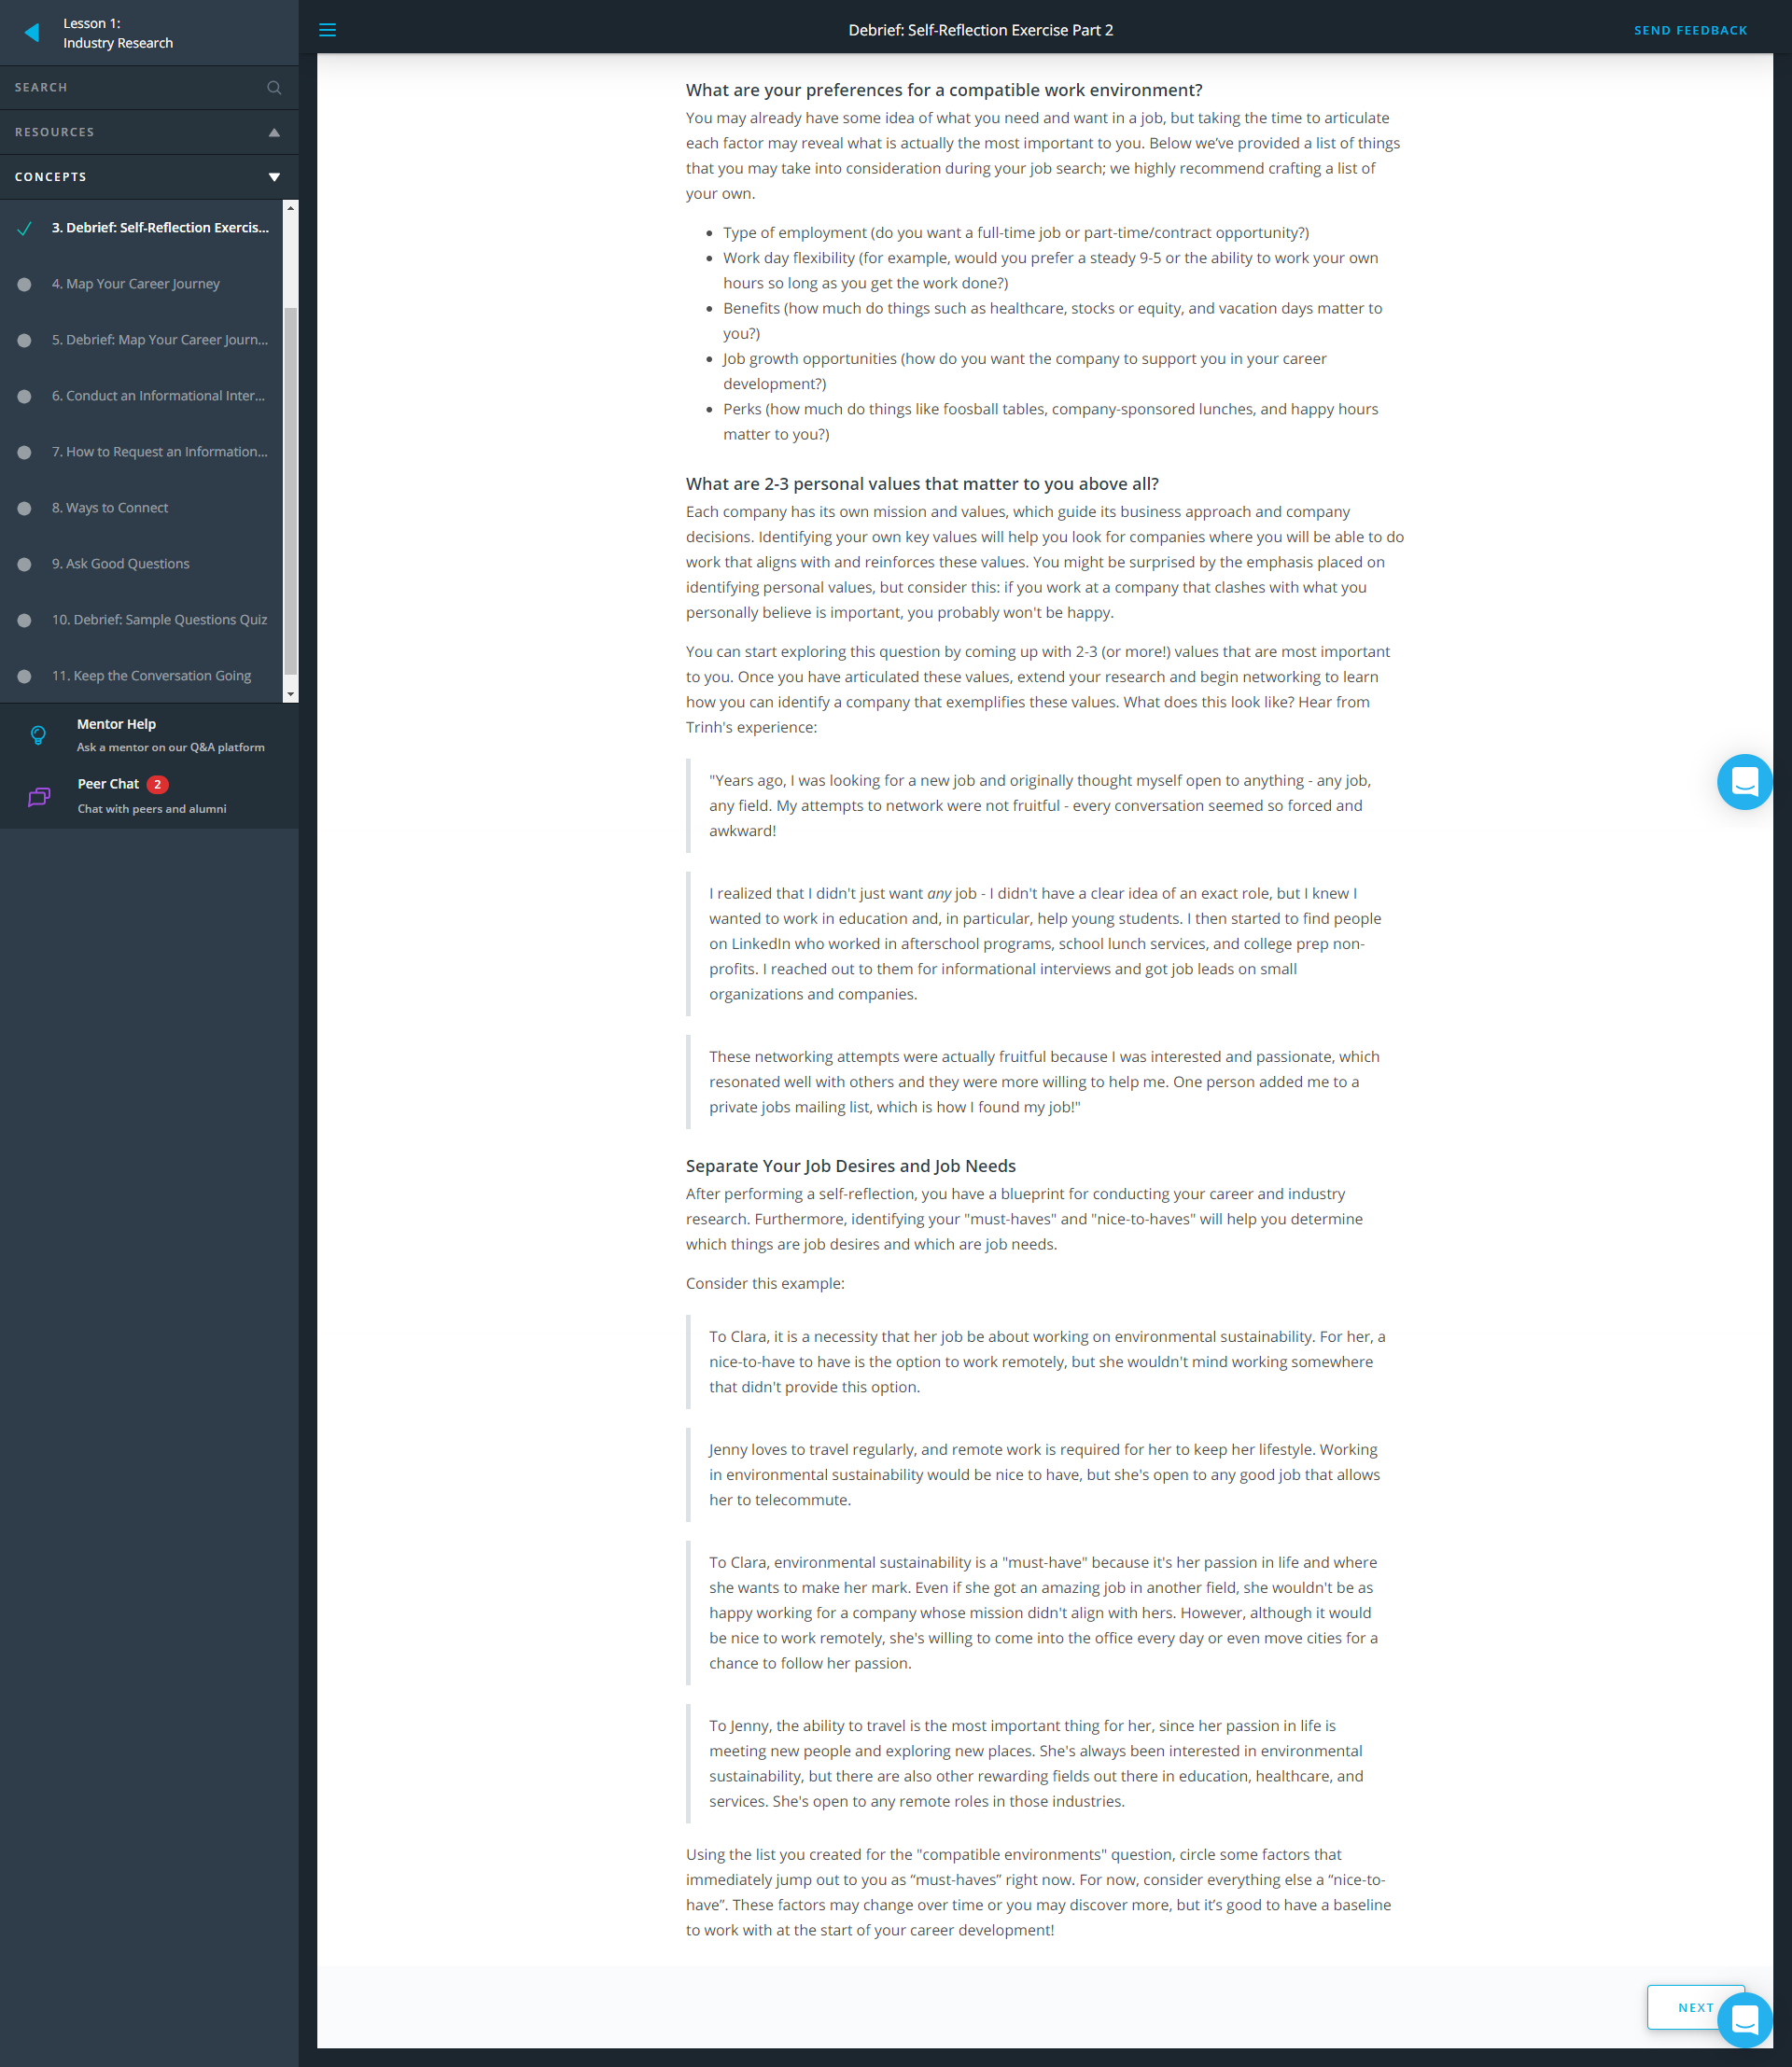 Lesson 1:
Industry Research
SEARCH
RESOURCES
CONCEPTS
3. Debrief: Self-Reflection Exercis...
4. Map Your Career Journey
5. Debrief: Map Your Career Journ...
6. Conduct an Informational Inter...
7. How to Request an Information...
8. Ways to Connect
9. Ask Good Questions
10. Debrief: Sample Questions Quiz
11. Keep the Conversation Going
Mentor Help
Ask a mentor on our Q&A platform
Peer Chat 2
Chat with peers and alumni
Debrief: Self-Reflection Exercise Part 2
SEND FEEDBACK
What are your preferences for a compatible work environment?
You may already have some idea of what you need and want in a job, but taking the time to articulate
each factor may reveal what is actually the most important to you. Below we’ve provided a list of things
that you may take into consideration during your job search; we highly recommend crafting a list of
your own.
• Type of employment (do you want a full-time job or part-time/contract opportunity?)
• Work day flexibility (for example, would you prefer a steady 9-5 or the ability to work your own
hours so long as you get the work done?)
• Benefits (how much do things such as healthcare, stocks or equity, and vacation days matter to
you?)
• Job growth opportunities (how do you want the company to support you in your career
development?)
• Perks (how much do things like foosball tables, company-sponsored lunches, and happy hours
matter to you?)
What are 2-3 personal values that matter to you above all?
Each company has its own mission and values, which guide its business approach and company
decisions. Identifying your own key values will help you look for companies where you will be able to do
work that aligns with and reinforces these values. You might be surprised by the emphasis placed on
identifying personal values, but consider this: if you work at a company that clashes with what you
personally believe is important, you probably won't be happy.
You can start exploring this question by coming up with 2-3 (or more!) values that are most important
to you. Once you have articulated these values, extend your research and begin networking to learn
how you can identify a company that exemplifies these values. What does this look like? Hear from
Trinh's experience:
"Years ago, I was looking for a new job and originally thought myself open to anything - any job,
any field. My attempts to network were not fruitful - every conversation seemed so forced and
awkward!
I realized that I didn't just want any job - I didn't have a clear idea of an exact role, but I knew I
wanted to work in education and, in particular, help young students. I then started to find people
on LinkedIn who worked in afterschool programs, school lunch services, and college prep non-
profits. I reached out to them for informational interviews and got job leads on small
organizations and companies.
These networking attempts were actually fruitful because I was interested and passionate, which
resonated well with others and they were more willing to help me. One person added me to a
private jobs mailing list, which is how I found my job!"
Separate Your Job Desires and Job Needs
After performing a self-reflection, you have a blueprint for conducting your career and industry
research. Furthermore, identifying your "must-haves" and "nice-to-haves" will help you determine
which things are job desires and which are job needs.
Consider this example:
To Clara, it is a necessity that her job be about working on environmental sustainability. For her, a
nice-to-have to have is the option to work remotely, but she wouldn't mind working somewhere
that didn't provide this option.
Jenny loves to travel regularly, and remote work is required for her to keep her lifestyle. Working
in environmental sustainability would be nice to have, but she's open to any good job that allows
her to telecommute.
To Clara, environmental sustainability is a "must-have" because it's her passion in life and where
she wants to make her mark. Even if she got an amazing job in another field, she wouldn't be as
happy working for a company whose mission didn't align with hers. However, although it would
be nice to work remotely, she's willing to come into the office every day or even move cities for a
chance to follow her passion.
To Jenny, the ability to travel is the most important thing for her, since her passion in life is
meeting new people and exploring new places. She's always been interested in environmental
sustainability, but there are also other rewarding fields out there in education, healthcare, and
services. She's open to any remote roles in those industries.
Using the list you created for the "compatible environments" question, circle some factors that
immediately jump out to you as “must-haves” right now. For now, consider everything else a “nice-to-
have”. These factors may change over time or you may discover more, but it’s good to have a baseline
to work with at the start of your career development!
NEXT